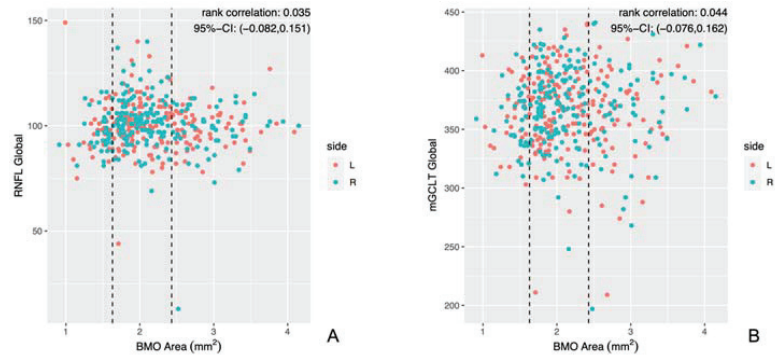 rank correlation: 0.035
95%-CI: (-0.082,0.151)
150
100
50
RNFL Global
1
2
3
4
BMO Area (mm²)
side
L
R
A
rank correlation: 0.044
95%-CI: (-0.076,0.162)
400
350
300
250
200
mGCLT Global
1
2
3
4
BMO Area (mm²)
side
L
R
B